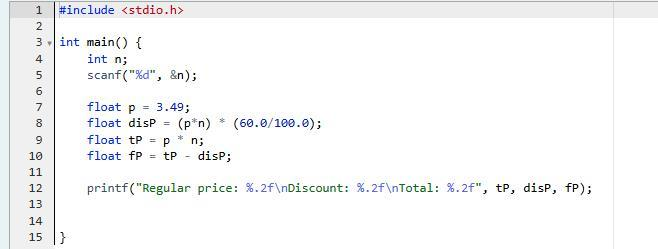 1 #include <stdio.h>
2
3 int main() {
4     int n;
5     scanf("%d", &n);
6
7     float p = 3.49;
8     float disP = (p*n) * (60.0/100.0);
9     float tP = p * n;
10     float fP = tP - disP;
11
12     printf("Regular price: %.2f\nDiscount: %.2f\nTotal: %.2f", tP, disP, fP);
13
14
15 }